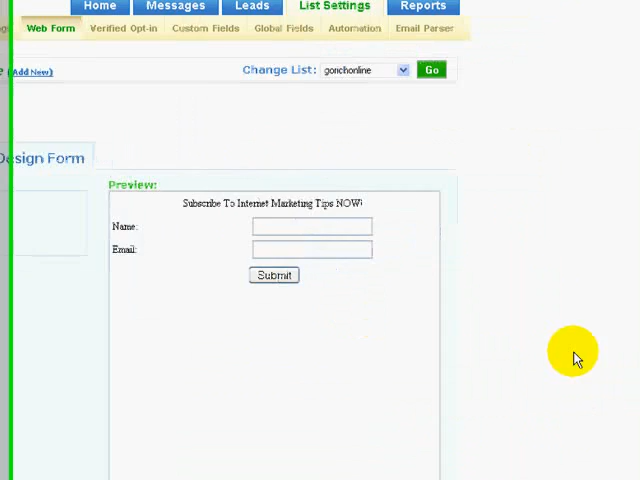 Home Messages Leads List Settings Reports
Web Form Verified Opt-in Custom Fields Global Fields Automation Email Parser
(Add New) Change List: Go
Design Form
Preview:
Subscribe To Internet Marketing Tips NOW!
Name:
Email:
Submit